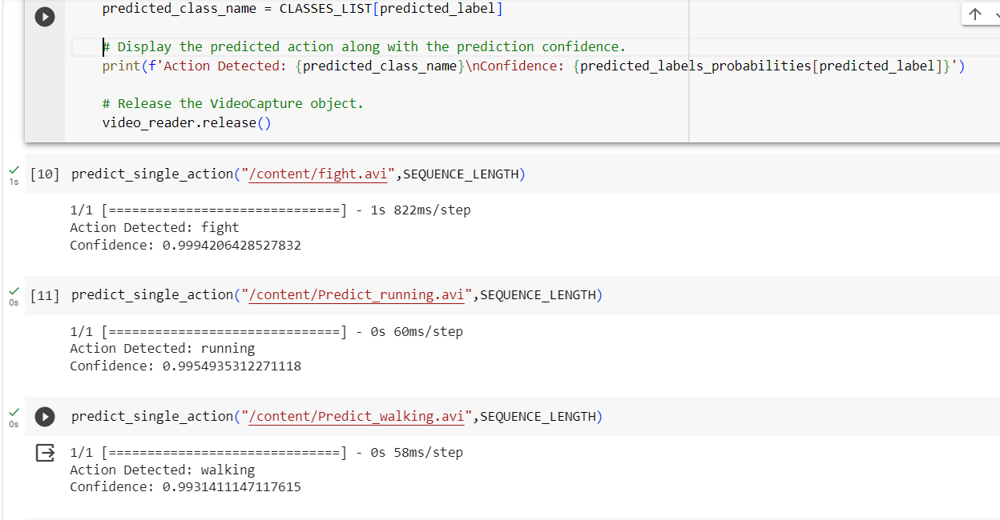 predicted_class_name = CLASSES_LIST[predicted_label]
# Display the predicted action along with the prediction confidence.
print(f'Action Detected: {predicted_class_name}\nConfidence: {predicted_labels_probabilities[predicted_label]}')
# Release the VideoCapture object.
video_reader.release()
1s [10] predict_single_action("/content/fight.avi",SEQUENCE_LENGTH)
1/1 [==============================] - 1s 822ms/step
Action Detected: fight
Confidence: 0.9994206428527832
0s [11] predict_single_action("/content/Predict_running.avi",SEQUENCE_LENGTH)
1/1 [==============================] - 0s 60ms/step
Action Detected: running
Confidence: 0.9954935312271118
0s predict_single_action("/content/Predict_walking.avi",SEQUENCE_LENGTH)
1/1 [==============================] - 0s 58ms/step
Action Detected: walking
Confidence: 0.9931411147117615